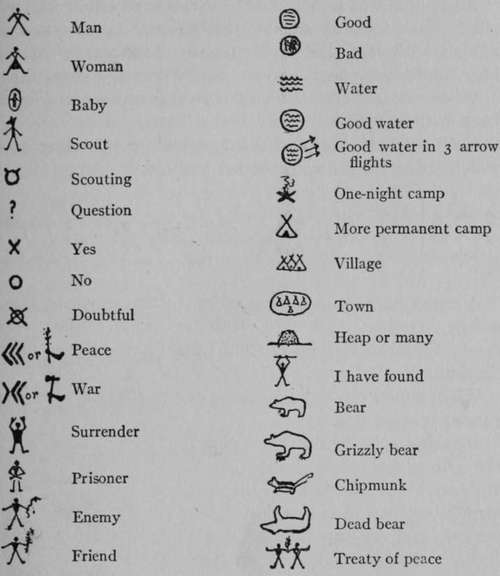 Man
Woman
Baby
Scout
Scouting
? Question
Yes
No
Doubtful
or Peace
or War
Surrender
Prisoner
Enemy
Friend
Good
Bad
Water
Good water
Good water in 3 arrow
flights
One-night camp
More permanent camp
Village
Town
Heap or many
I have found
Bear
Grizzly bear
Chipmunk
Dead bear
Treaty of peace